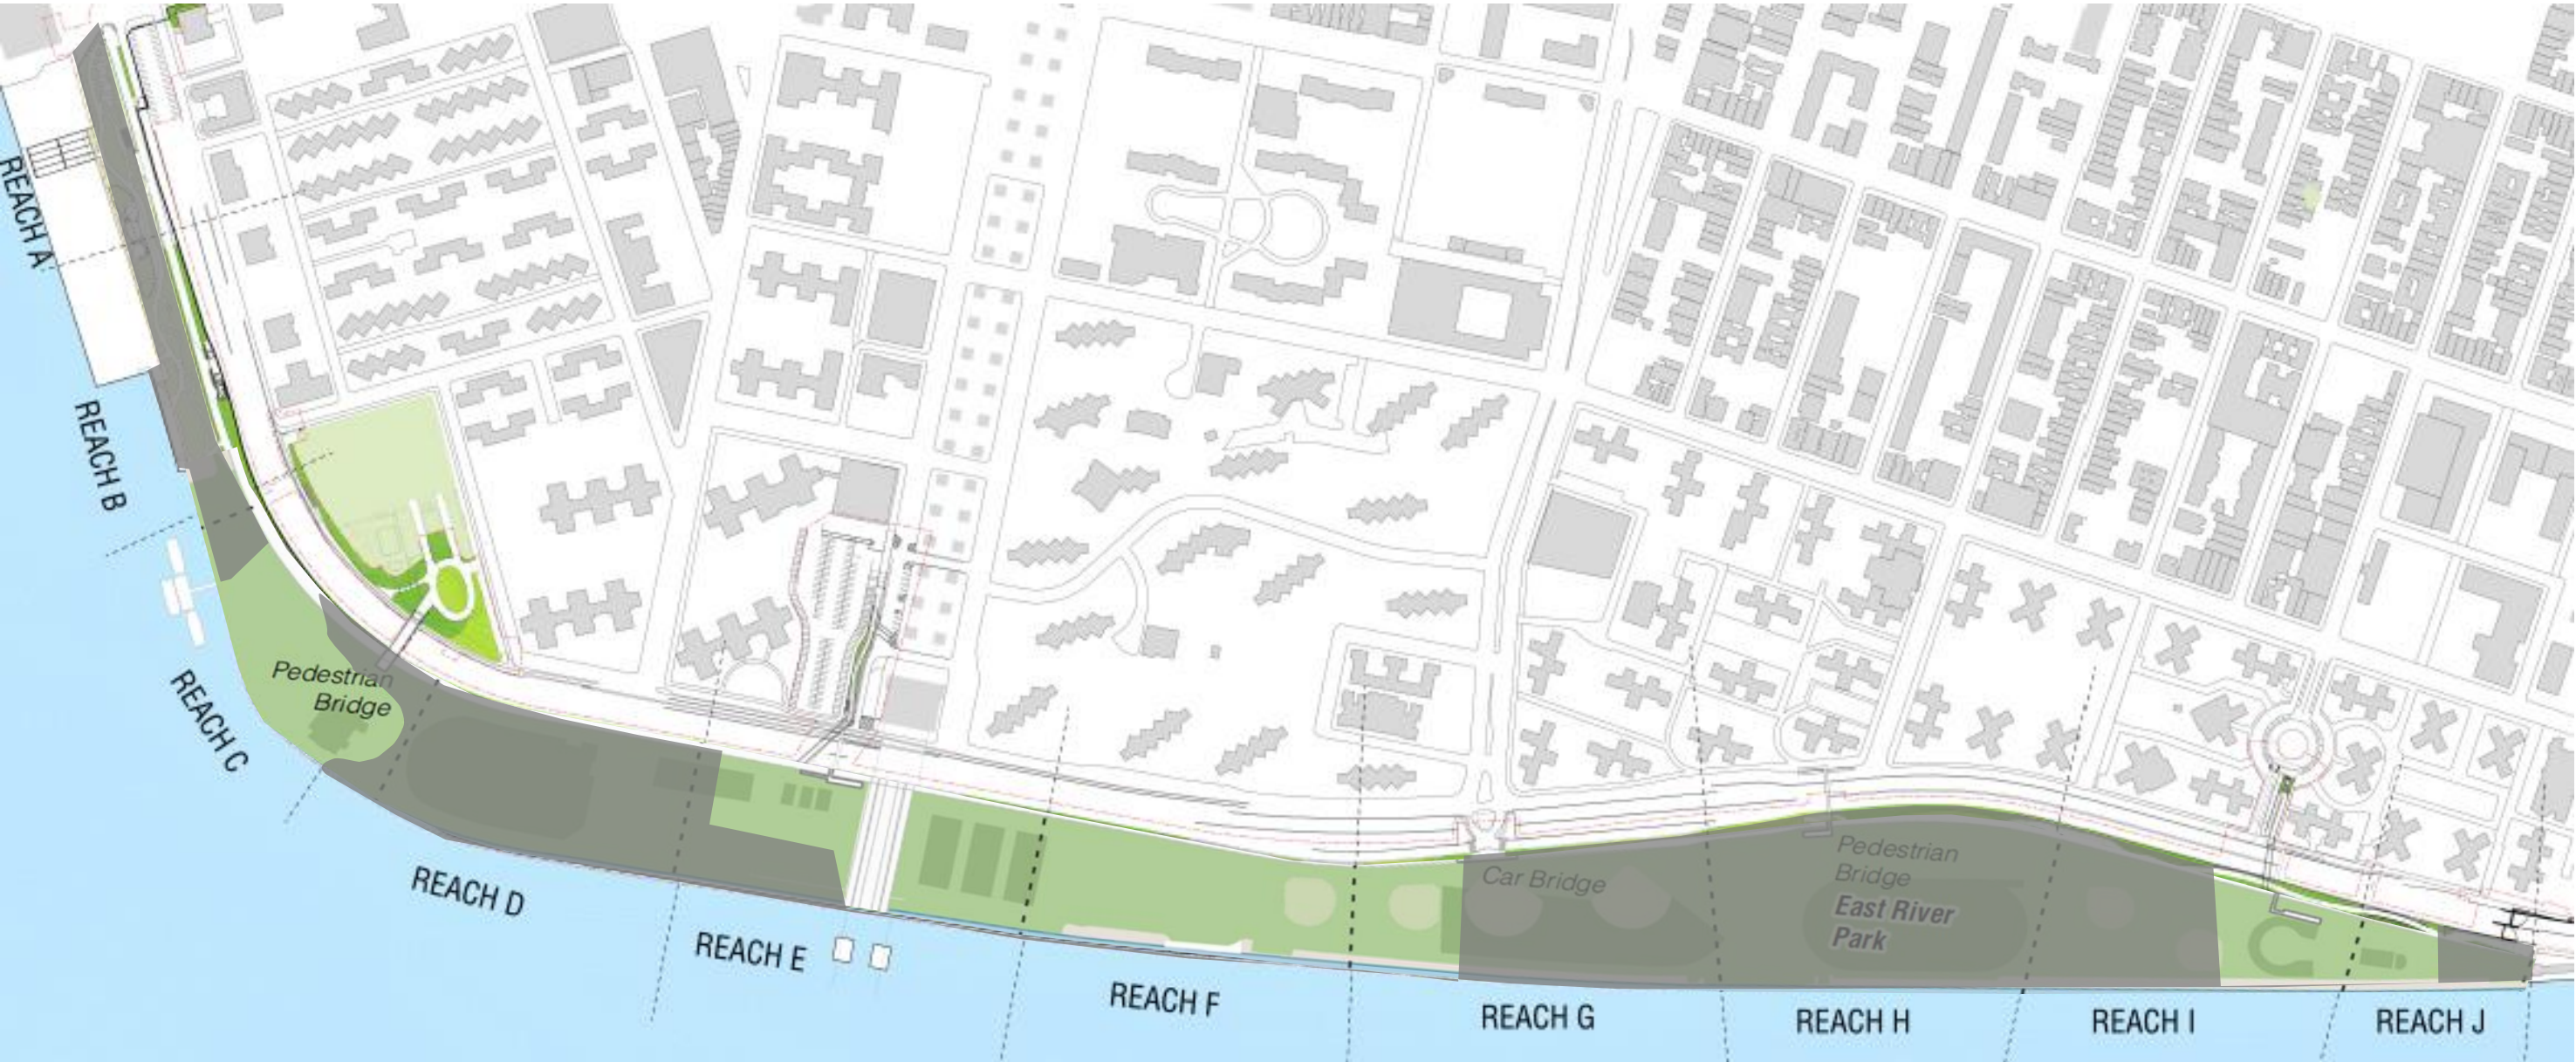 REACH A
REACH B
REACH C
Pedestrian
Bridge
REACH D
REACH E
REACH F
Car Bridge
REACH G
Pedestrian
Bridge
East River
Park
REACH H
REACH I
REACH J